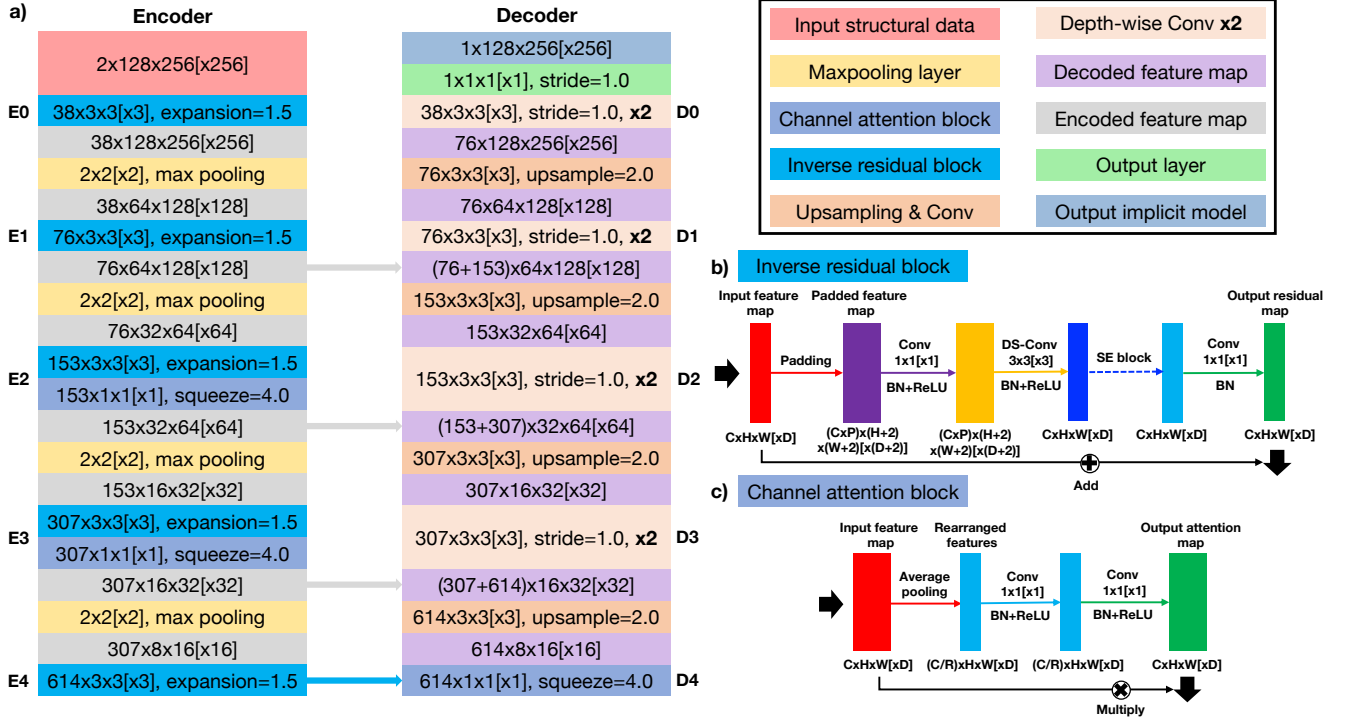 a)
Encoder
2x128x256[x256]
E0
38x3x3[x3], expansion=1.5
38x128x256[x256]
2x2[x2], max pooling
38x64x128[x128]
E1
76x3x3[x3], expansion=1.5
76x64x128[x128]
2x2[x2], max pooling
76x32x64[x64]
E2
153x3x3[x3], expansion=1.5
153x1x1[x1], squeeze=4.0
153x32x64[x64]
2x2[x2], max pooling
153x16x32[x32]
E3
307x3x3[x3], expansion=1.5
307x1x1[x1], squeeze=4.0
307x16x32[x32]
2x2[x2], max pooling
307x8x16[x16]
E4
614x3x3[x3], expansion=1.5
Decoder
1x128x256[x256]
1x1x1[x1], stride=1.0
38x3x3[x3], stride=1.0, x2
D0
76x128x256[x256]
76x3x3[x3], upsample=2.0
76x64x128[x128]
76x3x3[x3], stride=1.0, x2
D1
(76+153)x64x128[x128]
153x3x3[x3], upsample=2.0
153x32x64[x64]
153x3x3[x3], stride=1.0, x2
D2
(153+307)x32x64[x64]
307x3x3[x3], upsample=2.0
307x16x32[x32]
307x3x3[x3], stride=1.0, x2
D3
(307+614)x16x32[x32]
614x3x3[x3], upsample=2.0
614x8x16[x16]
614x1x1[x1], squeeze=4.0
D4
Input structural data
Depth-wise Conv x2
Maxpooling layer
Decoded feature map
Channel attention block
Encoded feature map
Inverse residual block
Output layer
Upsampling & Conv
Output implicit model
b)
Inverse residual block
Input feature
map
Padded feature
map
Output residual
map
Padding
Conv
1x1[x1]
BN+ReLU
DS-Conv
3x3[x3]
BN+ReLU
SE block
Conv
1x1[x1]
BN
CxHxW[xD]
(CxP)x(H+2)
x(W+2)[x(D+2)]
(CxP)x(H+2)
x(W+2)[x(D+2)]
CxHxW[xD]
CxHxW[xD]
CxHxW[xD]
Add
c)
Channel attention block
Input feature
map
Rearranged
features
Output attention
map
Average
pooling
Conv
1x1[x1]
BN+ReLU
Conv
1x1[x1]
BN+ReLU
CxHxW[xD]
(C/R)xHxW[xD]
(C/R)xHxW[xD]
CxHxW[xD]
Multiply